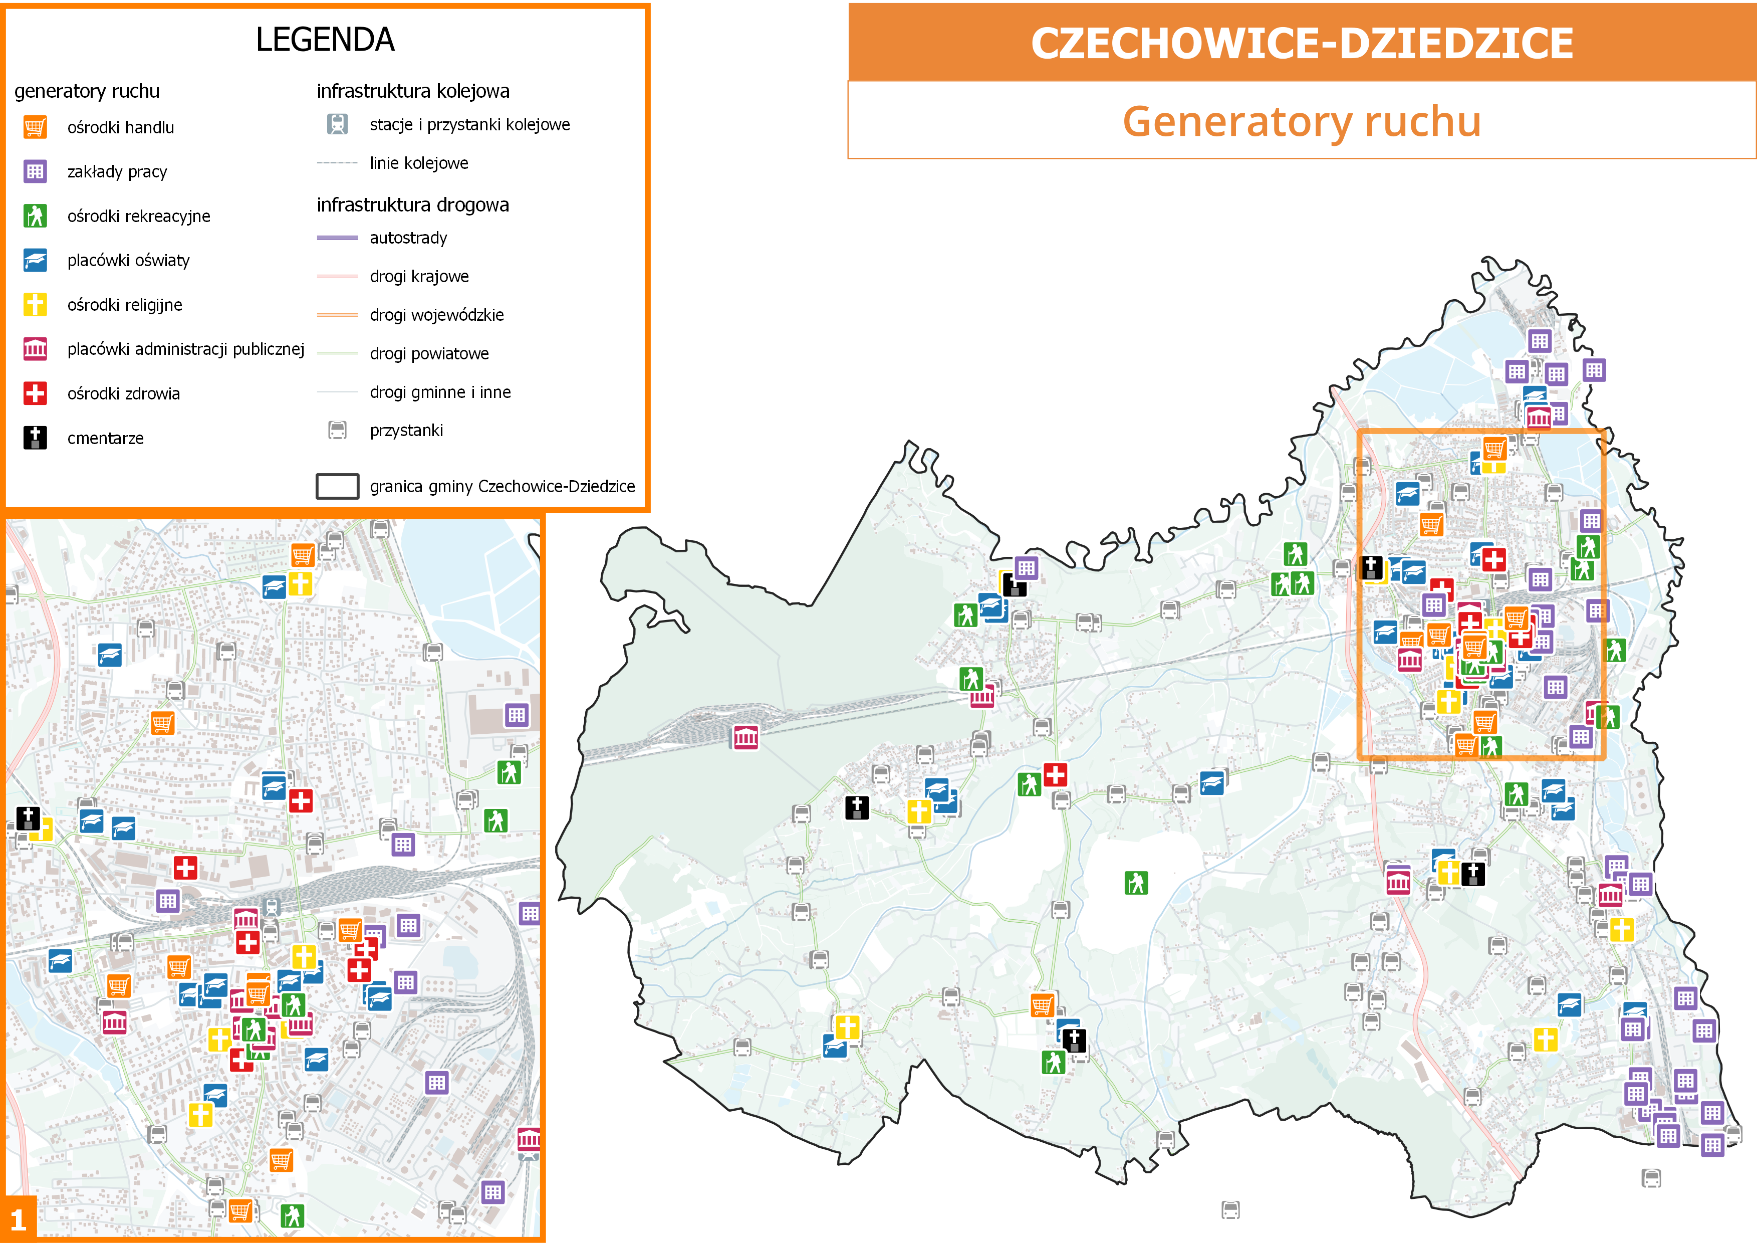 LEGENDA
generatory ruchu
ośrodki handlu
zakłady pracy
ośrodki rekreacyjne
placówki oświaty
ośrodki religijne
placówki administracji publicznej
ośrodki zdrowia
cmentarze
infrastruktura kolejowa
stacje i przystanki kolejowe
linie kolejowe
infrastruktura drogowa
autostrady
drogi krajowe
drogi wojewódzkie
drogi powiatowe
drogi gminne i inne
przystanki
granica gminy Czechowice-Dziedzice
CZECHOWICE-DZIEDZICE
Generatory ruchu
1